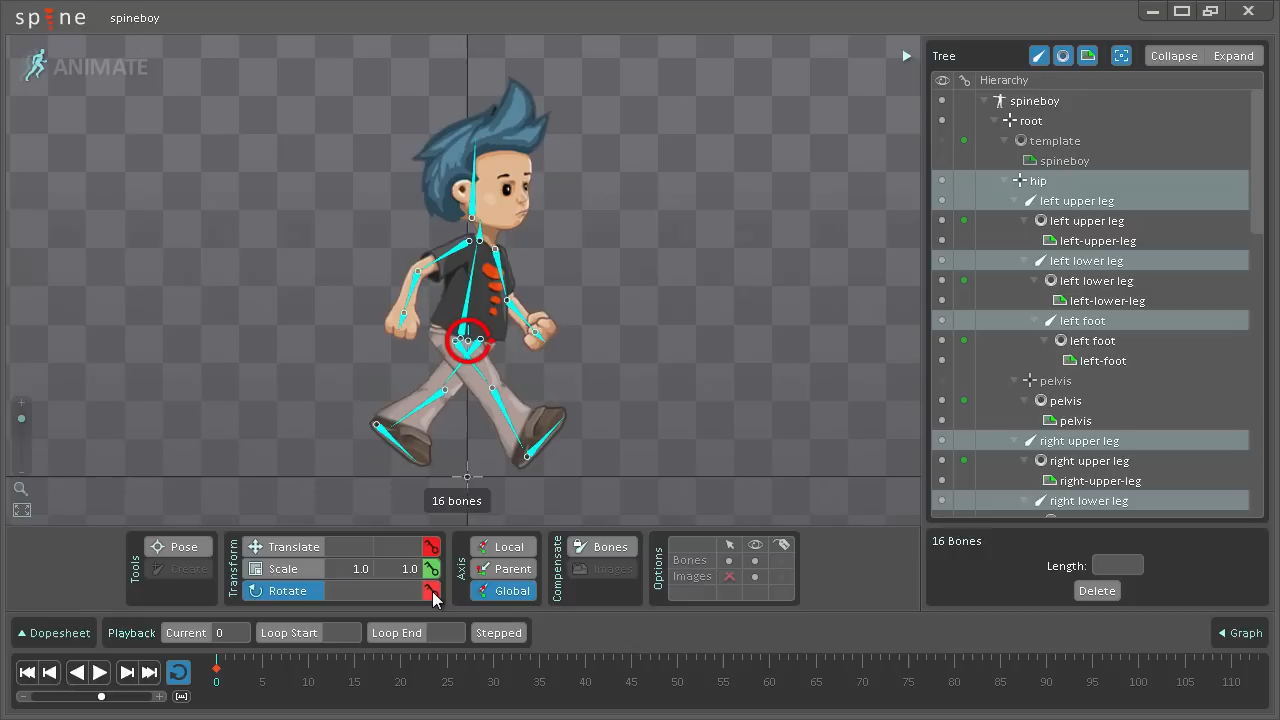 spine spineboy
ANIMATE
Tree Collapse Expand
Hierarchy
spineboy
root
template
spineboy
hip
left upper leg
left upper leg
left-upper-leg
left lower leg
left lower leg
left-lower-leg
left foot
left foot
left-foot
pelvis
pelvis
pelvis
right upper leg
right upper leg
right-upper-leg
right lower leg
16 bones
Tools
Pose
Create
Transform
Translate
Scale 1.0 1.0
Rotate
Axis
Local
Parent
Global
Compensate
Bones
Images
Options
Bones
Images
16 Bones
Length:
Delete
Dopesheet Playback Current 0 Loop Start Loop End Stepped Graph
0 5 10 15 20 25 30 35 40 45 50 55 60 65 70 75 80 85 90 95 100 105 110